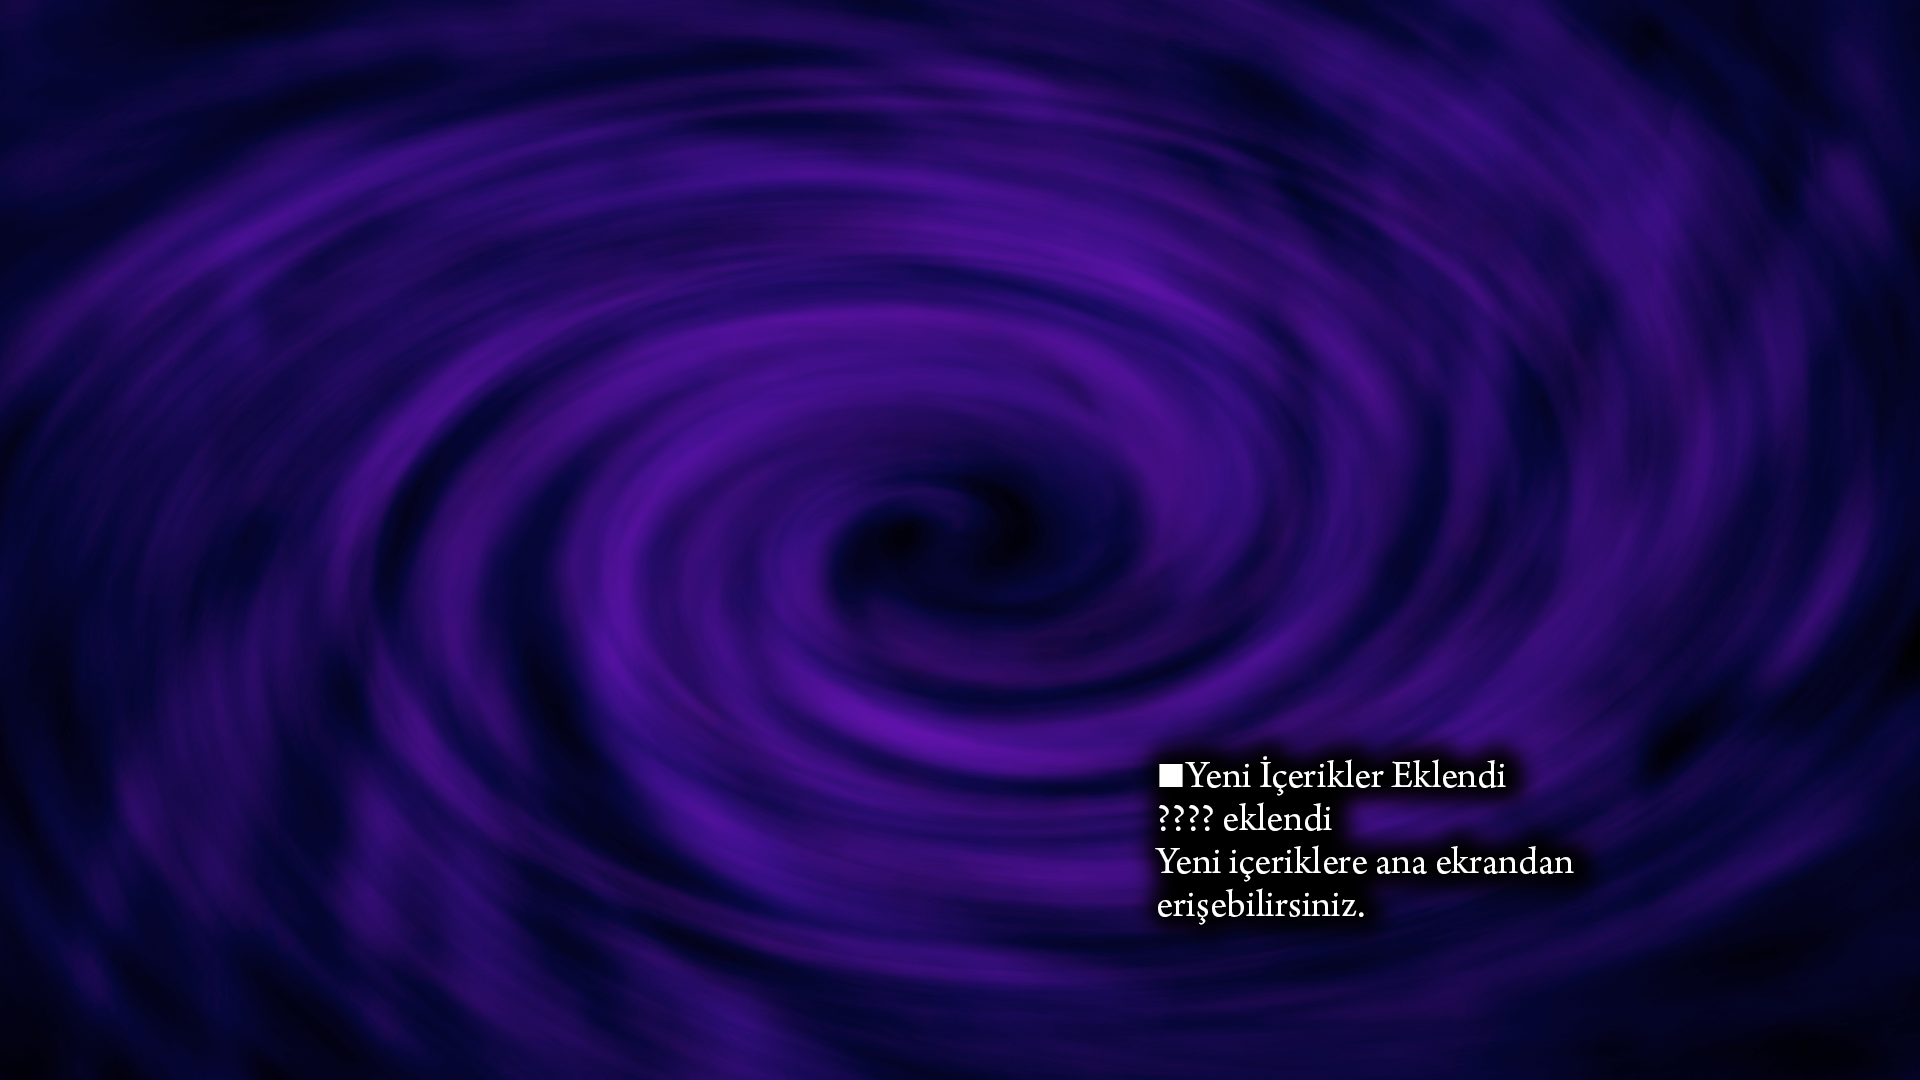 ■Yeni İçerikler Eklendi
???? eklendi
Yeni içeriklere ana ekrandan
erişebilirsiniz.